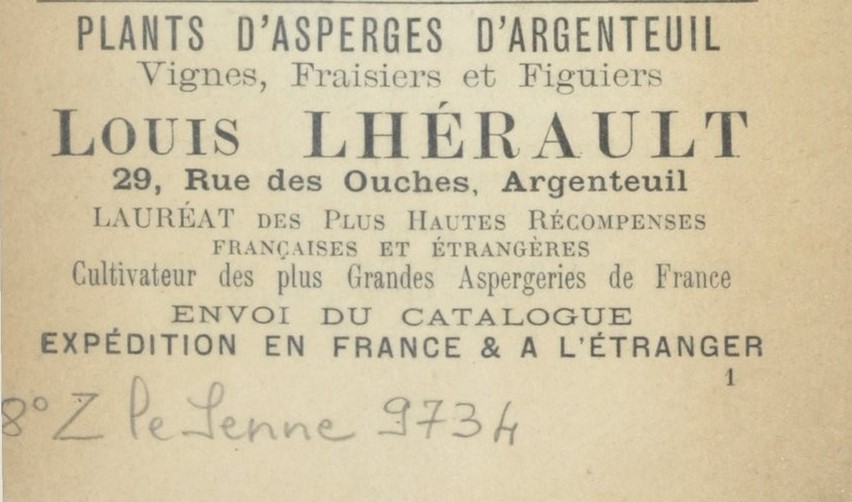 PLANTS D'ASPERGES D'ARGENTEUIL
Vignes, Fraisiers et Figuiers
LOUIS LHÉRAULT
29, Rue des Ouches, Argenteuil
LAURÉAT DES PLUS HAUTES RÉCOMPENSES
FRANÇAISES ET ÉTRANGÈRES
Cultivateur des plus Grandes Aspergeries de France
ENVOI DU CATALOGUE
EXPÉDITION EN FRANCE & A L'ÉTRANGER
1
8° Z le Senne 9734